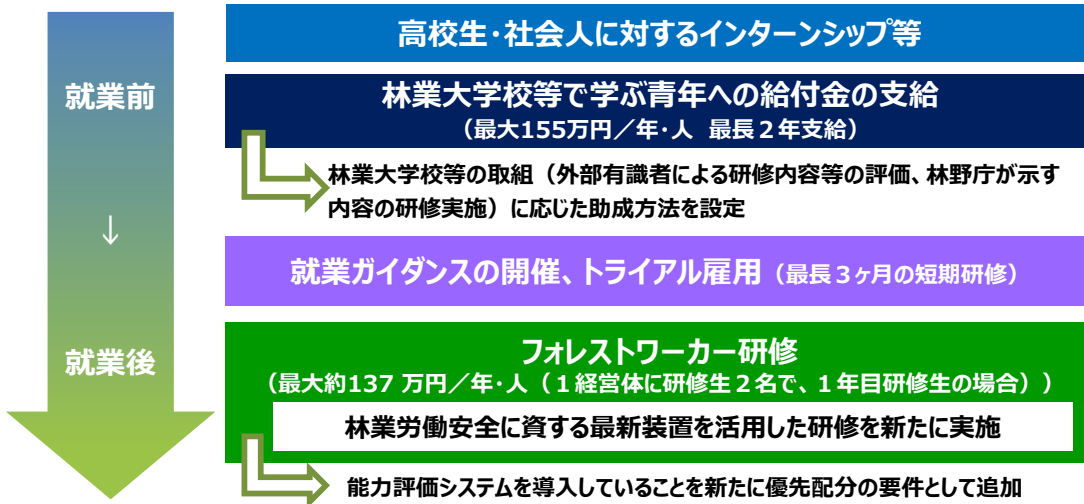 高校生・社会人に対するインターンシップ等
就業前
林業大学校等で学ぶ青年への給付金の支給
（最大155万円／年・人 最長２年支給）
林業大学校等の取組（外部有識者による研修内容等の評価、林野庁が示す
内容の研修実施）に応じた助成方法を設定
↓
就業ガイダンスの開催、トライアル雇用（最長３ヶ月の短期研修）
就業後
フォレストワーカー研修
（最大約137 万円／年・人（１経営体に研修生２名で、１年目研修生の場合））
林業労働安全に資する最新装置を活用した研修を新たに実施
能力評価システムを導入していることを新たに優先配分の要件として追加